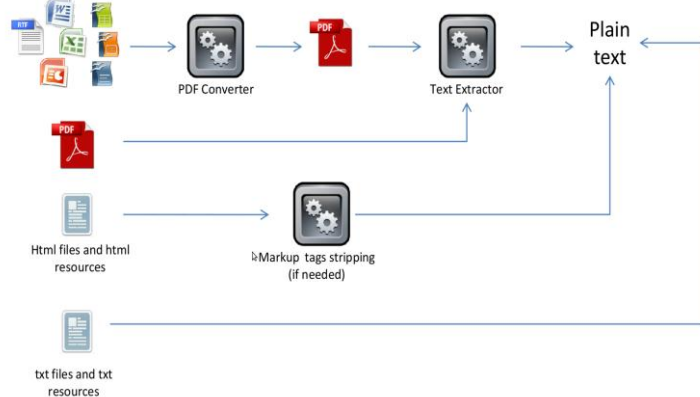 RTF
PDF
Plain
text
PDF Converter
Text Extractor
PDF
Html files and html
resources
Markup tags stripping
(if needed)
txt files and txt
resources